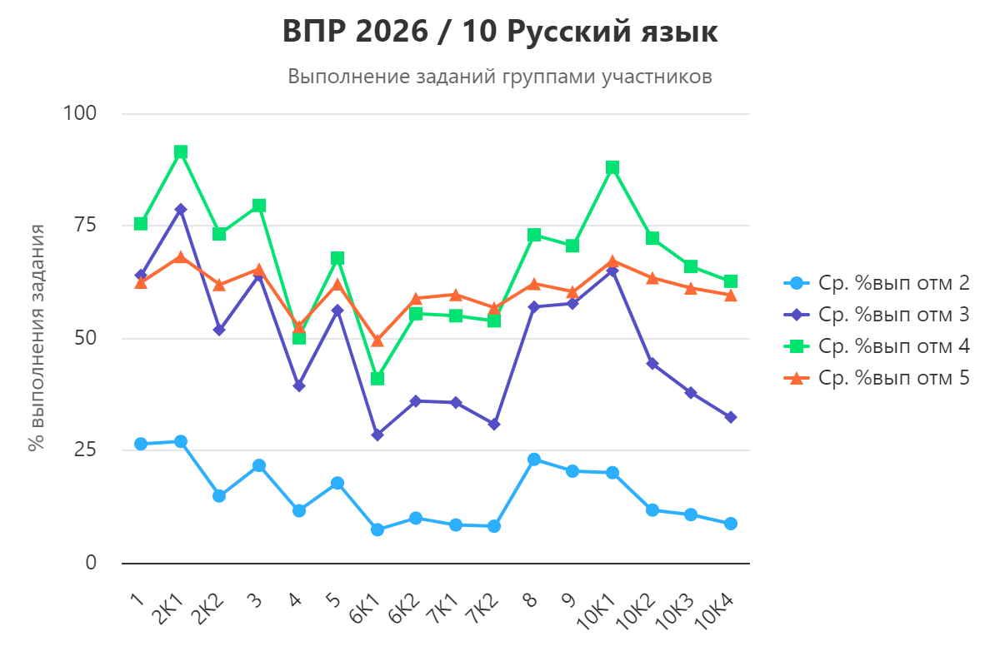 ВПР 2026 / 10 Русский язык
Выполнение заданий группами участников
% выполнения задания
100
75
50
25
0
1
2К1
2К2
3
4
5
6К1
6К2
7К1
7К2
8
9
10К1
10К2
10К3
10К4
Ср. %вып отм 2
Ср. %вып отм 3
Ср. %вып отм 4
Ср. %вып отм 5